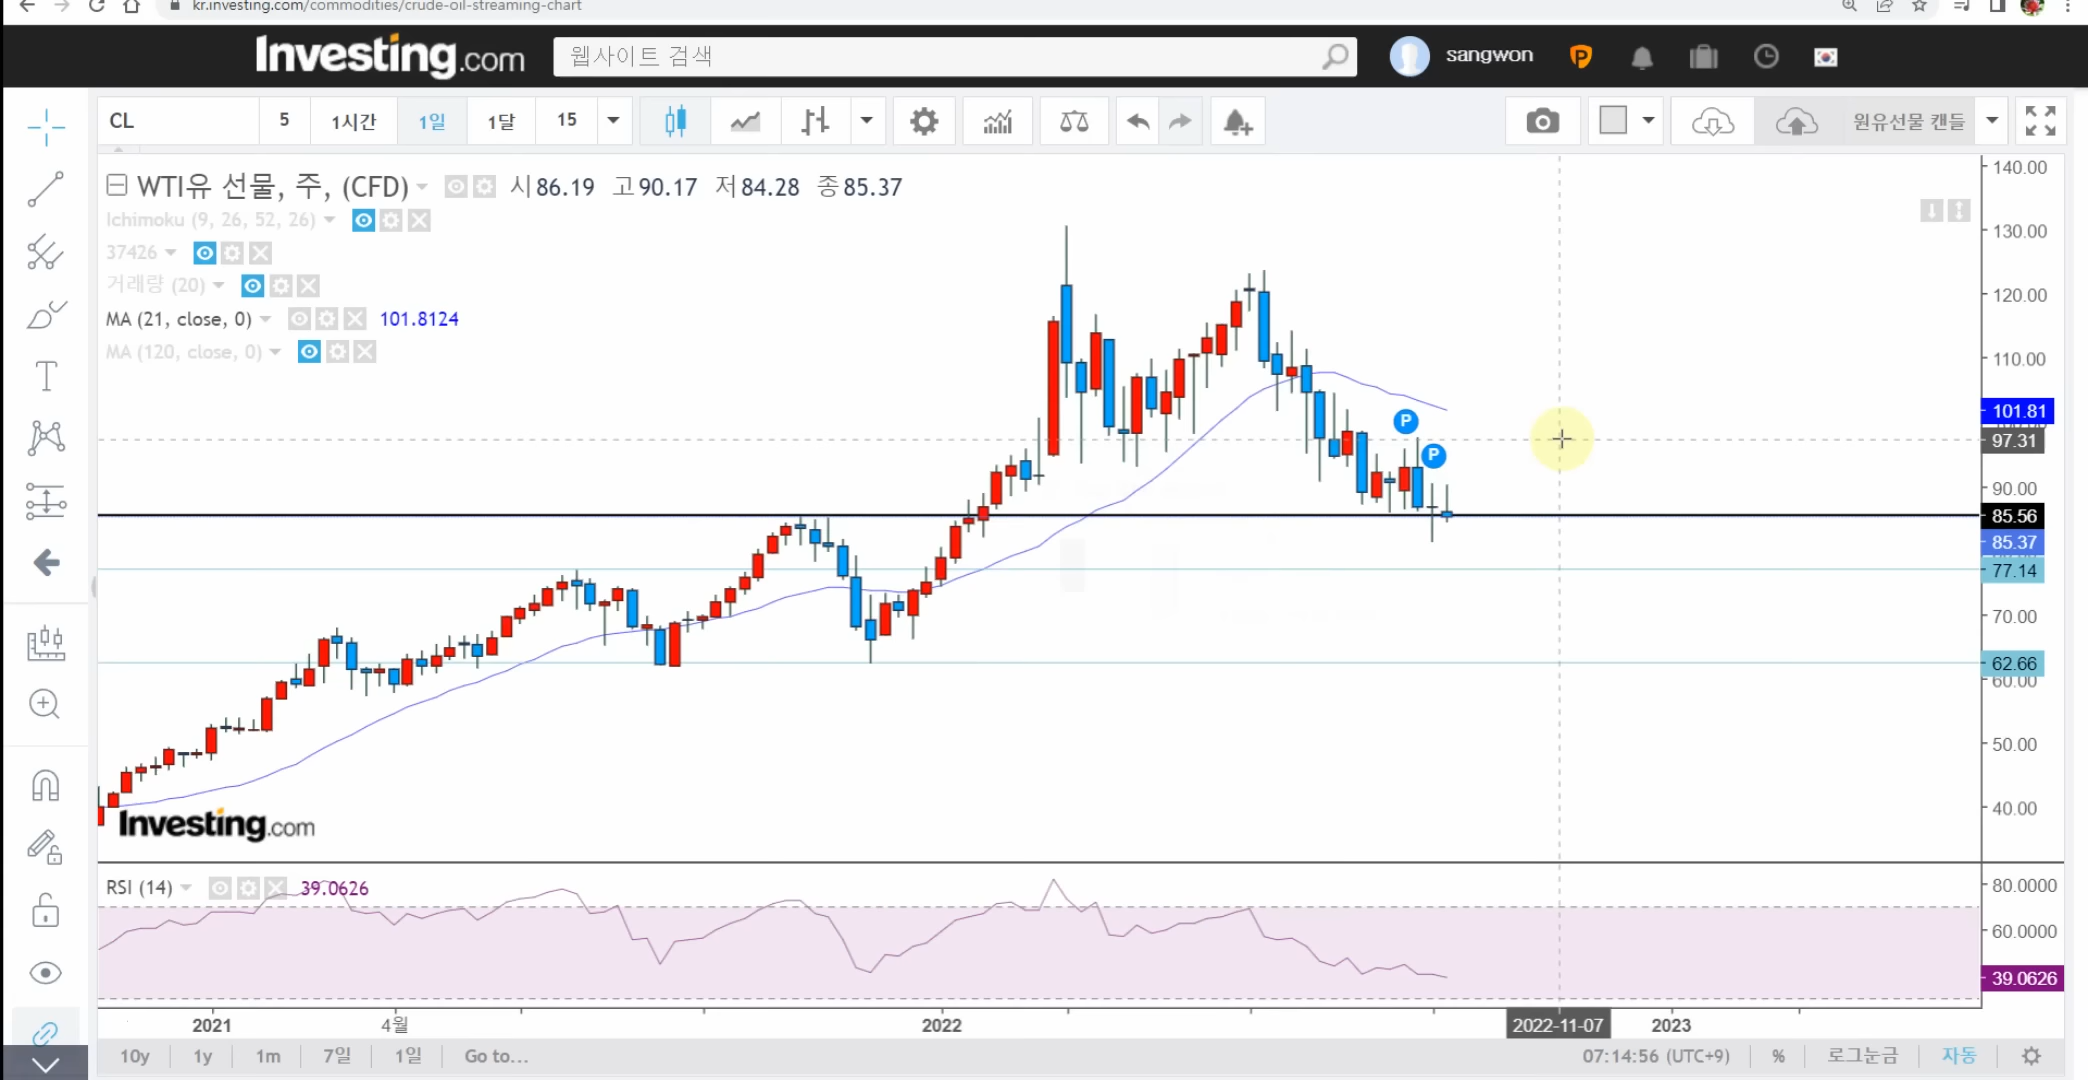 kr.investing.com/commodities/crude-oil-streaming-chart
Investing.com 웹사이트 검색 sangwon
CL 5 1시간 1일 1달 15 원유선물 캔들
WTI유 선물, 주, (CFD) 시86.19 고90.17 저84.28 종85.37
Ichimoku (9, 26, 52, 26)
37426
거래량 (20)
MA (21, close, 0) 101.8124
MA (120, close, 0)
140.00
130.00
120.00
110.00
101.81
P
97.31
P
90.00
85.56
85.37
77.14
70.00
62.66
60.00
50.00
40.00
Investing.com
RSI (14) 39.0626
80.0000
60.0000
39.0626
2021 4월 2022 2022-11-07 2023
10y 1y 1m 7일 1일 Go to... 07:14:56 (UTC+9) % 로그눈금 자동